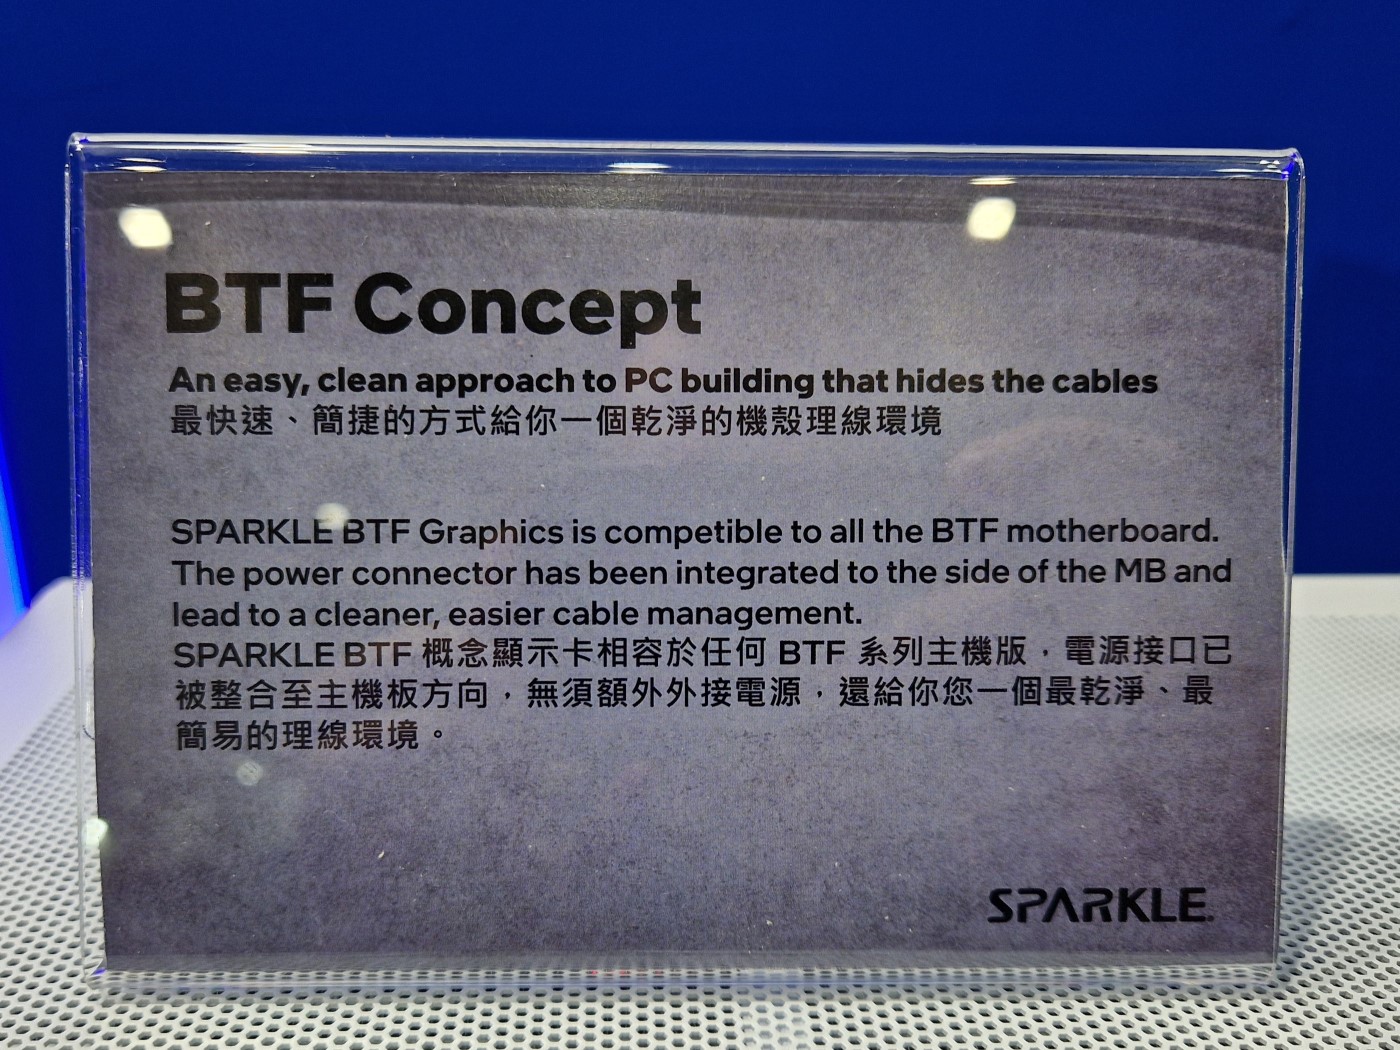 BTF Concept
An easy, clean approach to PC building that hides the cables
最快速、簡捷的方式給你一個乾淨的機殼理線環境
SPARKLE BTF Graphics is competible to all the BTF motherboard.
The power connector has been integrated to the side of the MB and
lead to a cleaner, easier cable management.
SPARKLE BTF 概念顯示卡相容於任何 BTF 系列主機版，電源接口已
被整合至主機板方向，無須額外外接電源，還給你您一個最乾淨、最
簡易的理線環境。
SPARKLE.